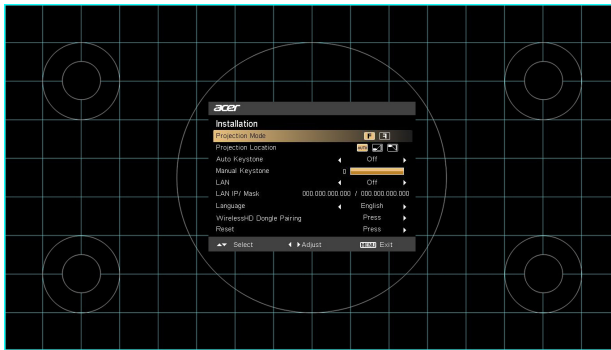 acer
Installation
Projection Mode F F
Projection Location Auto
Auto Keystone Off
Manual Keystone 0
LAN Off
LAN IP/ Mask 000.000.000.000 / 000.000.000.000
Language English
WirelessHD Dongle Pairing Press
Reset Press
Select Adjust MENU Exit